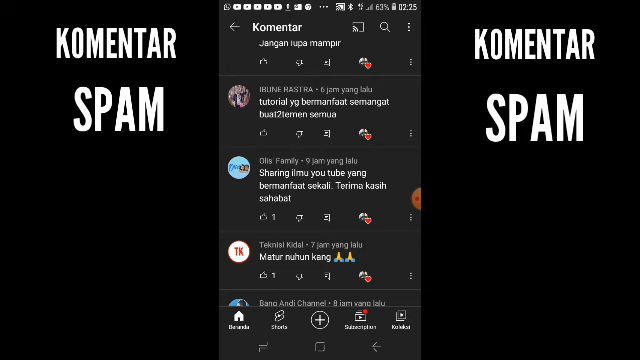 KOMENTAR
SPAM
63% 02:25
Komentar
Jangan lupa mampir
IBUNE RASTRA • 6 jam yang lalu
tutorial yg bermanfaat semangat
buat2temen semua
Olis' Family • 9 jam yang lalu
Sharing ilmu you tube yang
bermanfaat sekali. Terima kasih
sahabat
1
TK
Teknisi Kidal • 7 jam yang lalu
Matur nuhun kang 🙏🙏
1
Bang Andi Channel • 8 jam yang lalu
Beranda
Shorts
Subscription
Koleksi
KOMENTAR
SPAM